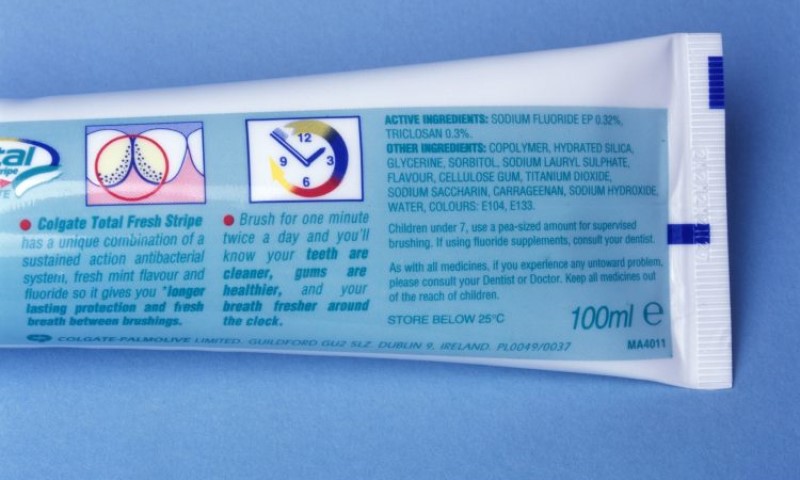 tal
ripe
TE
12
3
6
9
● Colgate Total Fresh Stripe
has a unique combination of a
sustained action antibacterial
system, fresh mint flavour and
fluoride so it gives you *longer
lasting protection and fresh
breath between brushings.
● Brush for one minute
twice a day and you'll
know your teeth are
cleaner, gums are
healthier, and your
breath fresher around
the clock.
ACTIVE INGREDIENTS: SODIUM FLUORIDE EP 0.32%,
TRICLOSAN 0.3%.
OTHER INGREDIENTS: COPOLYMER, HYDRATED SILICA,
GLYCERINE, SORBITOL, SODIUM LAURYL SULPHATE,
FLAVOUR, CELLULOSE GUM, TITANIUM DIOXIDE,
SODIUM SACCHARIN, CARRAGEENAN, SODIUM HYDROXIDE,
WATER, COLOURS: E104, E133.
Children under 7, use a pea-sized amount for supervised
brushing. If using fluoride supplements, consult your dentist.
As with all medicines, if you experience any untoward problem,
please consult your Dentist or Doctor. Keep all medicines out
of the reach of children.
STORE BELOW 25°C
100ml e
MA4011
COLGATE-PALMOLIVE LIMITED. GUILDFORD GU2 5LZ. DUBLIN 9, IRELAND. PL0049/0037